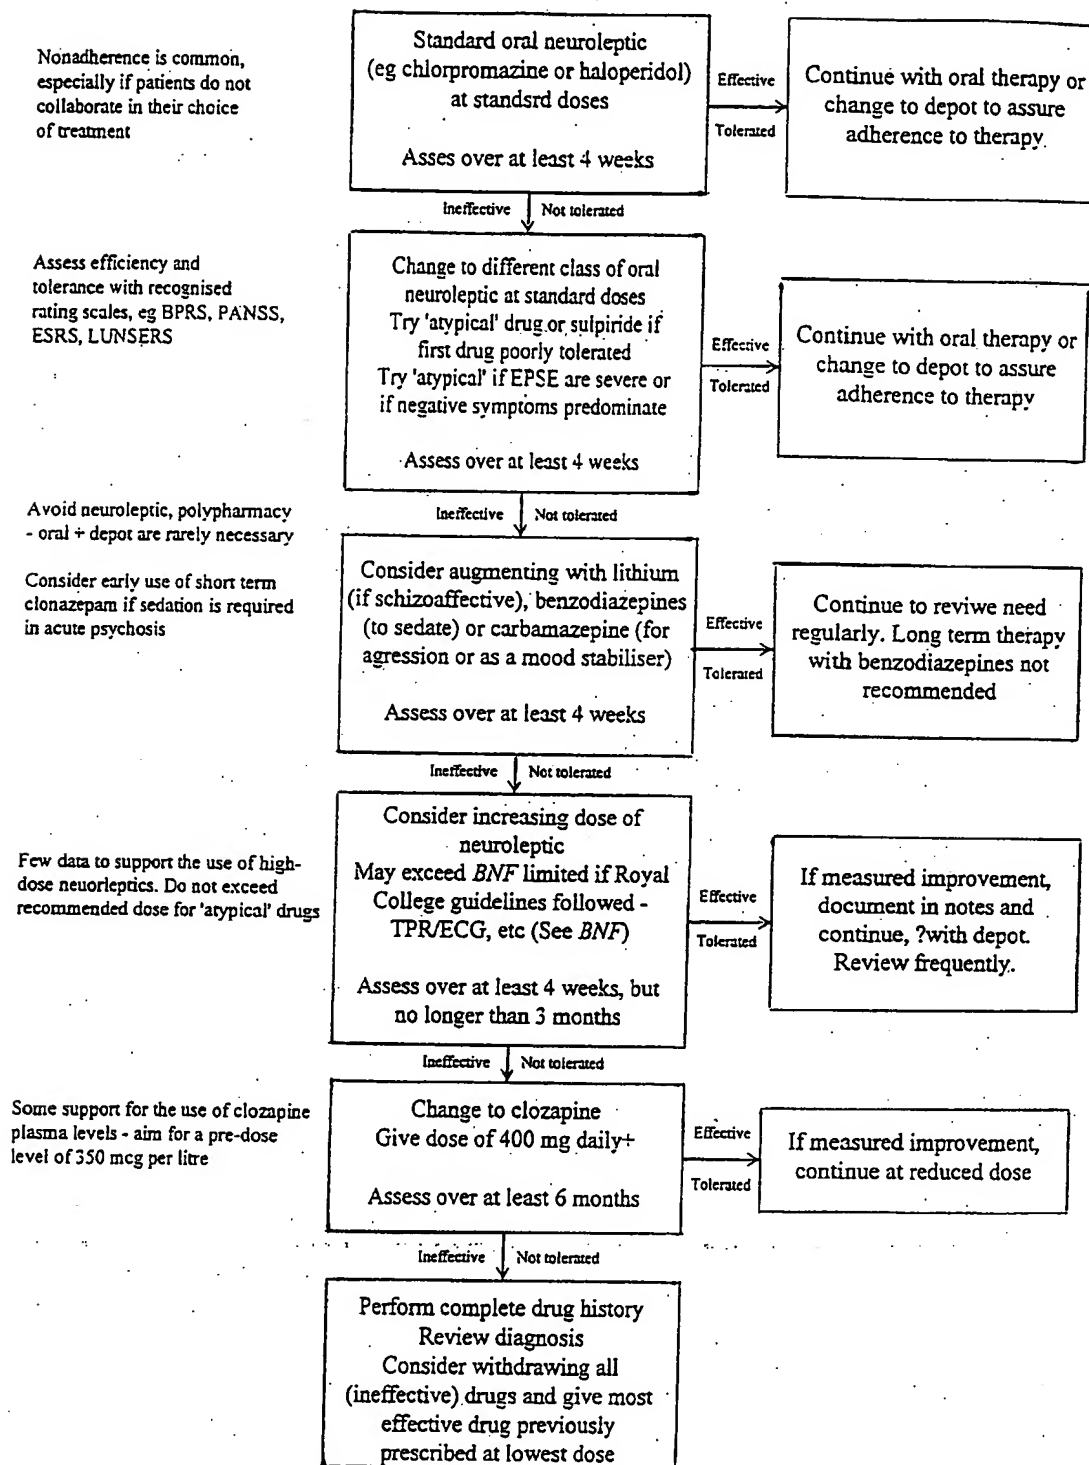 Nonadherence is common,
especially if patients do not
collaborate in their choice
of treatment
Standard oral neuroleptic
(eg chlorpromazine or haloperidol)
at standsrd doses
Asses over at least 4 weeks
Effective
Tolerated
Continue with oral therapy or
change to depot to assure
adherence to therapy.
Ineffective Not tolerated
Assess efficiency and
tolerance with recognised
rating scales, eg BPRS, PANSS,
ESRS, LUNSERS
Change to different class of oral
neuroleptic at standard doses
Try 'atypical' drug or sulpiride if
first drug poorly tolerated
Try 'atypical' if EPSE are severe or
if negative symptoms predominate
Assess over at least 4 weeks
Effective
Tolerated
Continue with oral therapy or
change to depot to assure
adherence to therapy
Ineffective Not tolerated
Avoid neuroleptic, polypharmacy
- oral + depot are rarely necessary
Consider early use of short term
clonazepam if sedation is required
in acute psychosis
Consider augmenting with lithium
(if schizoaffective), benzodiazepines
(to sedate) or carbamazepine (for
agression or as a mood stabiliser)
Assess over at least 4 weeks
Effective
Tolerated
Continue to reviwe need
regularly. Long term therapy
with benzodiazepines not
recommended
Ineffective Not tolerated
Few data to support the use of high-
dose neuorleptics. Do not exceed
recommended dose for 'atypical' drugs
Consider increasing dose of
neuroleptic
May exceed BNF limited if Royal
College guidelines followed -
TPR/ECG, etc (See BNF)
Assess over at least 4 weeks, but
no longer than 3 months
Effective
Tolerated
If measured improvement,
document in notes and
continue, ?with depot.
Review frequently.
Ineffective Not tolerated
Some support for the use of clozapine
plasma levels - aim for a pre-dose
level of 350 mcg per litre
Change to clozapine
Give dose of 400 mg daily+
Assess over at least 6 months
Effective
Tolerated
If measured improvement,
continue at reduced dose
Ineffective Not tolerated
Perform complete drug history
Review diagnosis
Consider withdrawing all
(ineffective) drugs and give most
effective drug previously
prescribed at lowest dose